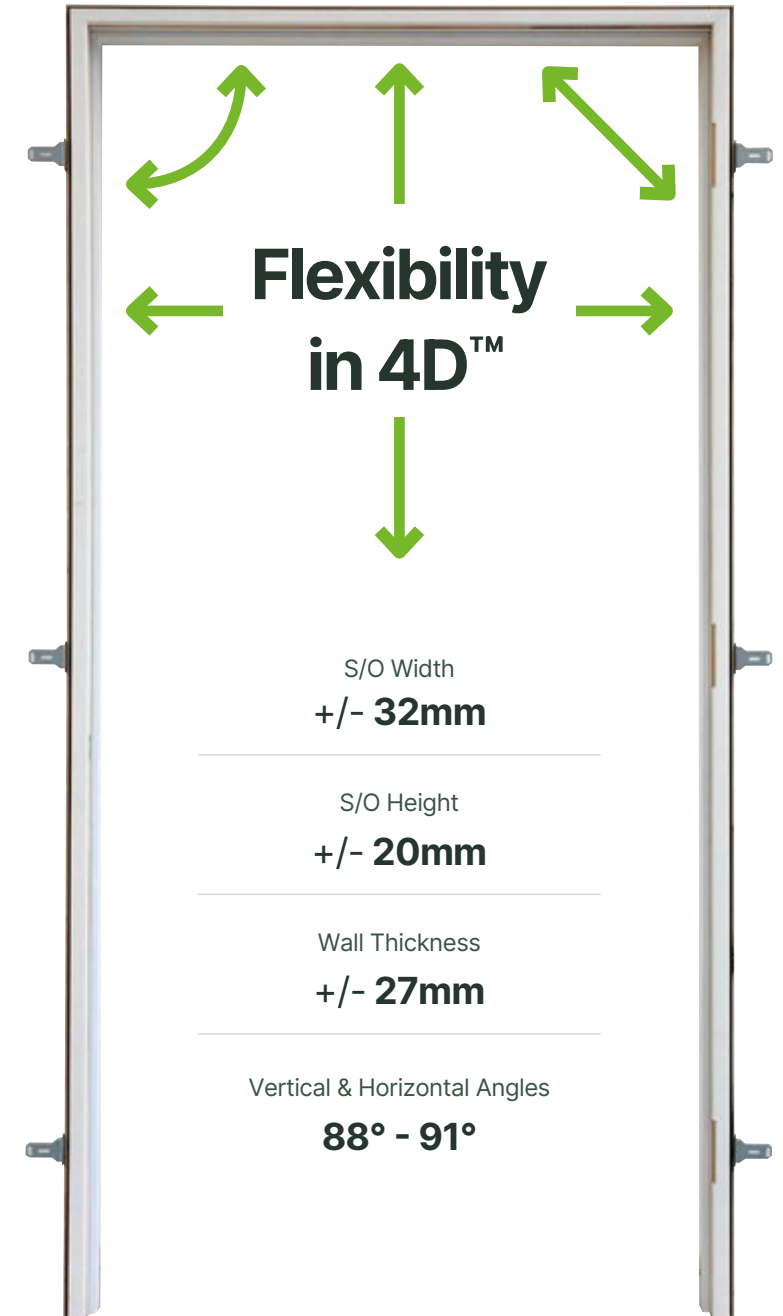 Flexibility
in 4D™
S/O Width
+/- 32mm
S/O Height
+/- 20mm
Wall Thickness
+/- 27mm
Vertical & Horizontal Angles
88° - 91°